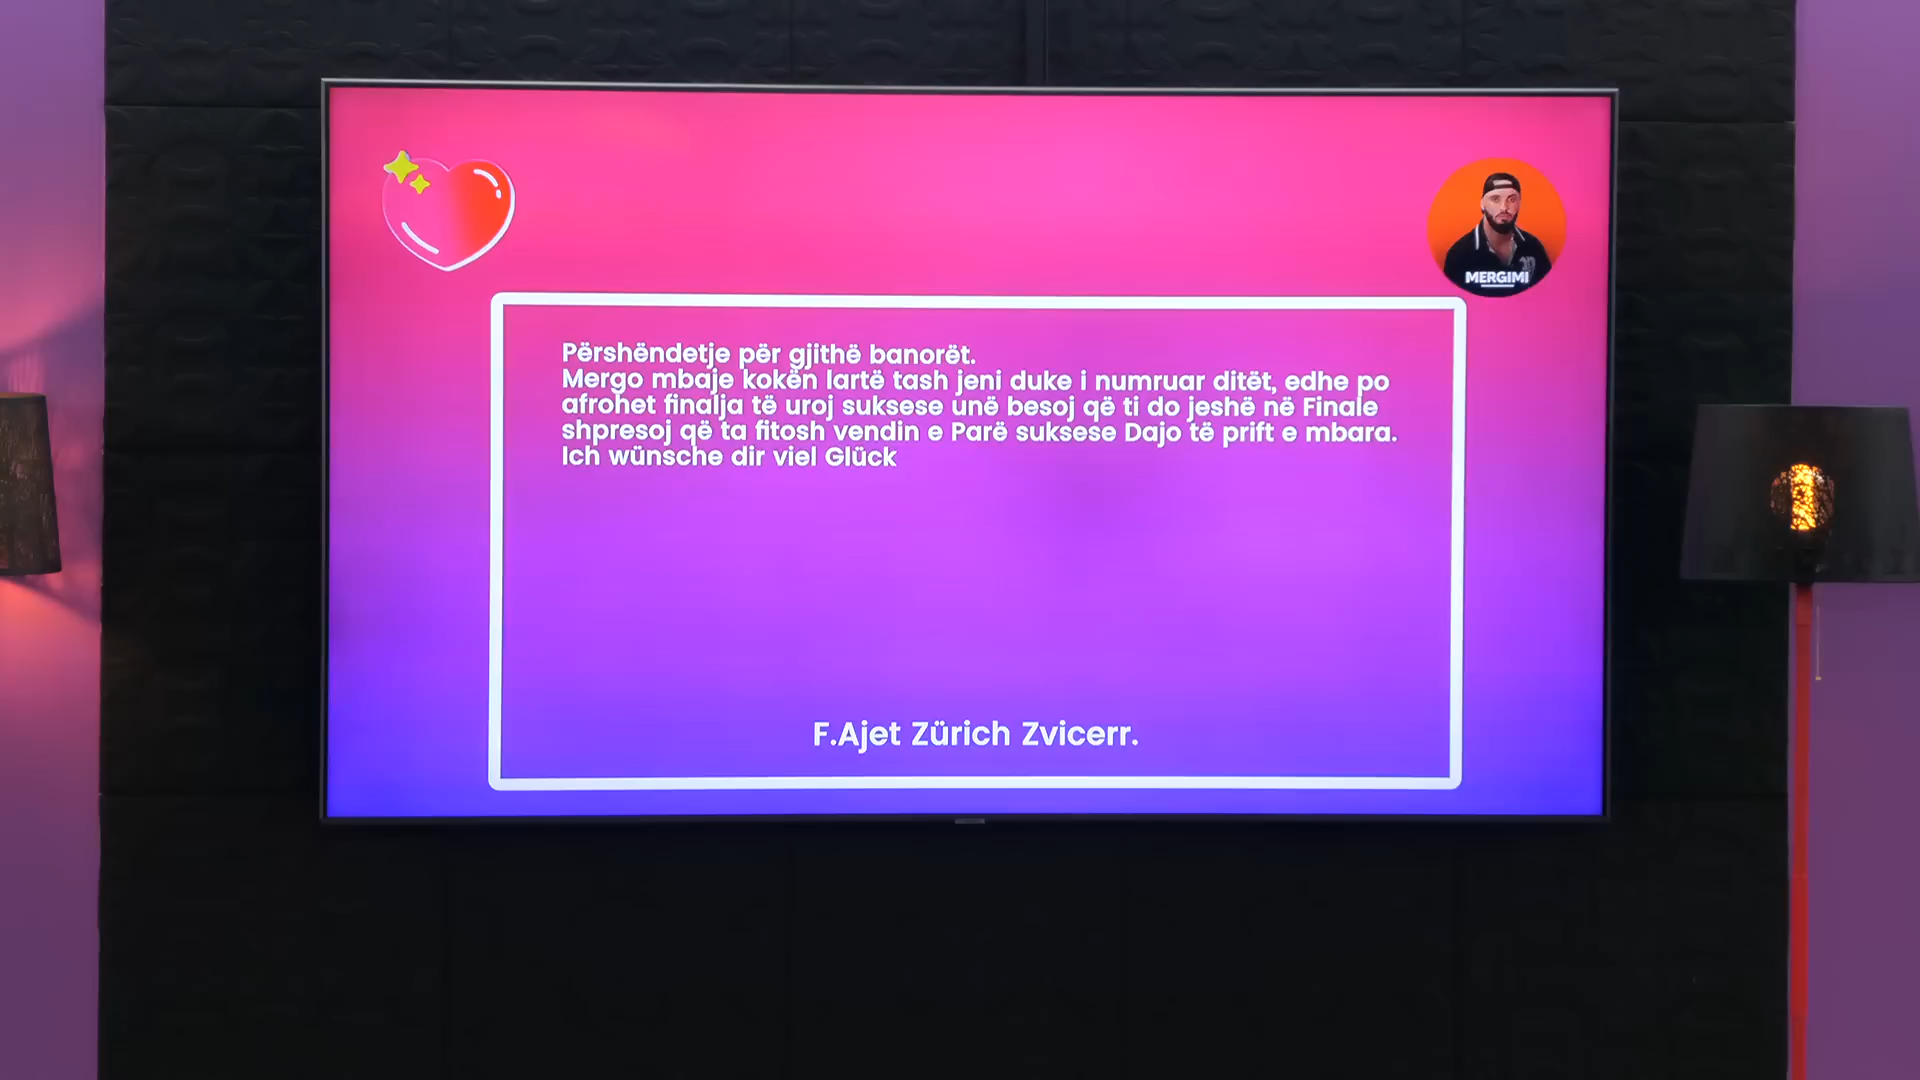 MERGIMI
Përshëndetje për gjithë banorët.
Mergo mbaje kokën lartë tash jeni duke i numruar ditët, edhe po
afrohet finalja të uroj suksese unë besoj që ti do jeshë në Finale
shpresoj që ta fitosh vendin e Parë suksese Dajo të prift e mbara.
Ich wünsche dir viel Glück
F.Ajet Zürich Zvicerr.